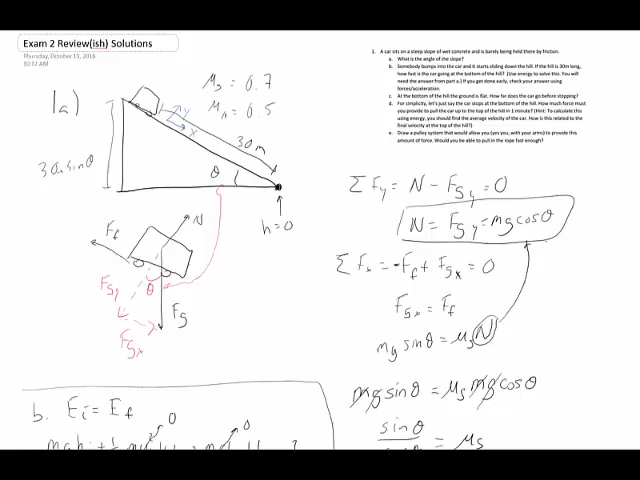 Exam 2 Review(ish) Solutions
Thursday, October 13, 2016
10:12 AM
1. A car sits on a steep slope of wet concrete and is barely being held there by friction.
a. What is the angle of the slope?
b. Somebody bumps into the car and it starts sliding down the hill. If the hill is 30m long,
how fast is the car going at the bottom of the hill? (Use energy to solve this. You will
need the answer from part a.) If you get done early, check your answer using
forces/acceleration.
c. At the bottom of the hill the ground is flat. How far does the car go before stopping?
d. For simplicity, let's just say the car stops at the bottom of the hill. How much force must
you provide to pull the car up to the top of the hill in 1 minute? (Hint: To calculate this
using energy, you should find the average velocity of the car. How is this related to the
final velocity at the top of the hill?)
e. Draw a pulley system that would allow you (yes you, with your arms) to provide this
amount of force. Would you be able to pull in the rope fast enough?
1a)
μs = 0.7
μk = 0.5
y
x
30m
30sinθ
θ
h=0
N
Ff
Fgy
θ
Fg
Fgx
ΣFy = N - Fgy = 0
N = Fgy = mg cosθ
ΣFx = -Ff + Fgx = 0
Fgx = Ff
mg sinθ = μs N
mg sinθ = μs mg cosθ
sinθ
= μs
b. Ei = Ef
0
0